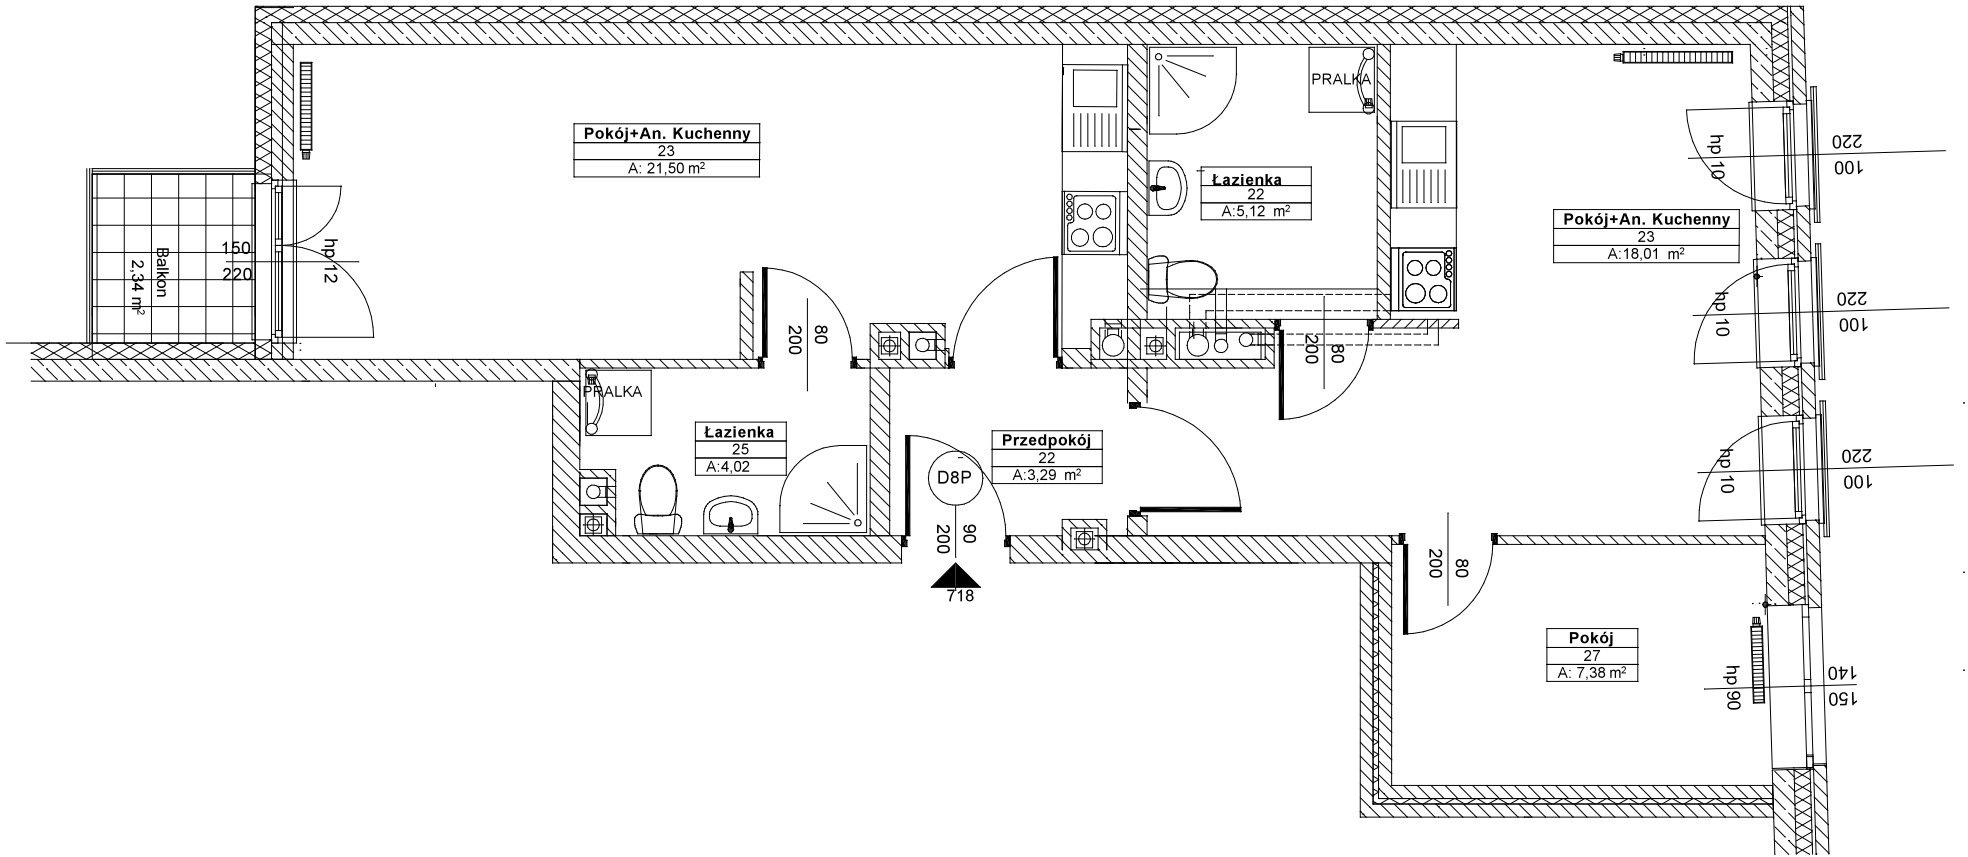 Pokój+An. Kuchenny
23
A: 21,50 m²
PRALKA
Łazienka
22
A:5,12 m²
Pokój+An. Kuchenny
23
A:18,01 m²
hp 10
220
100
hp 10
220
100
hp 10
220
100
Balkon
2,34 m²
150
220
hp 12
80
200
80
200
PRALKA
Łazienka
25
A:4,02
Przedpokój
22
A:3,29 m²
D8P
90
200
718
80
200
Pokój
27
A: 7,38 m²
hp 90
140
150